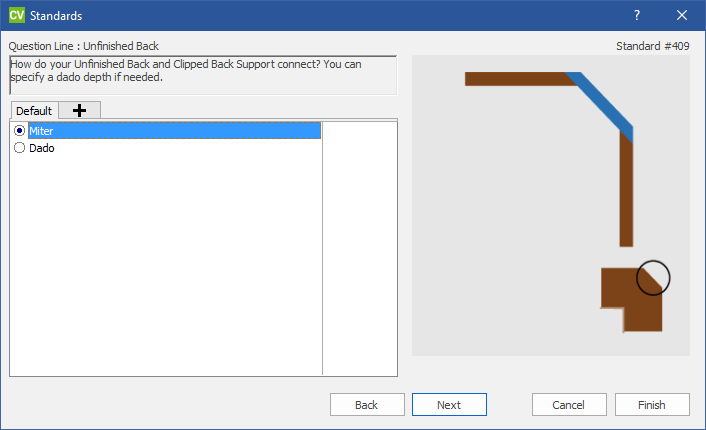 CV Standards ?
Question Line : Unfinished Back
Standard #409
How do your Unfinished Back and Clipped Back Support connect? You can
specify a dado depth if needed.
Default
Miter
Dado
Back Next Cancel Finish